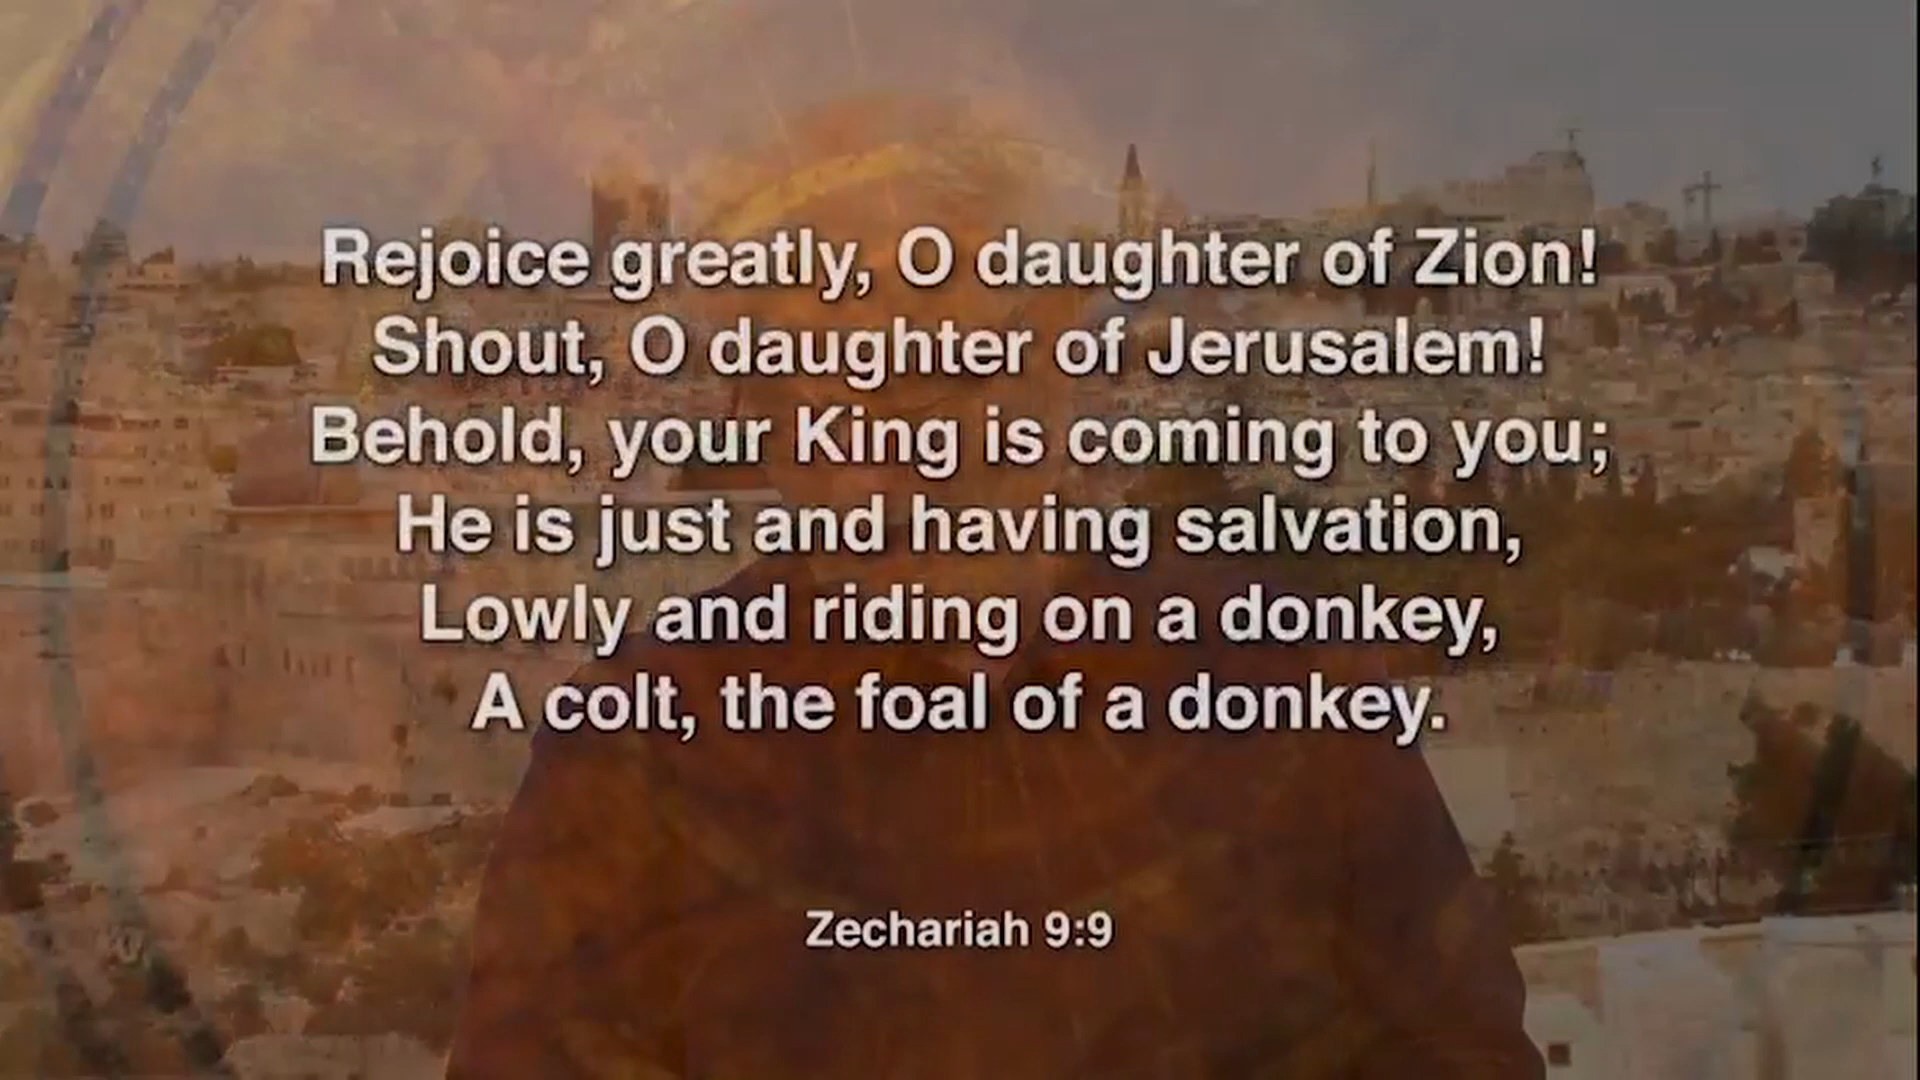 Rejoice greatly, O daughter of Zion!
Shout, O daughter of Jerusalem!
Behold, your King is coming to you;
He is just and having salvation,
Lowly and riding on a donkey,
A colt, the foal of a donkey.
Zechariah 9:9